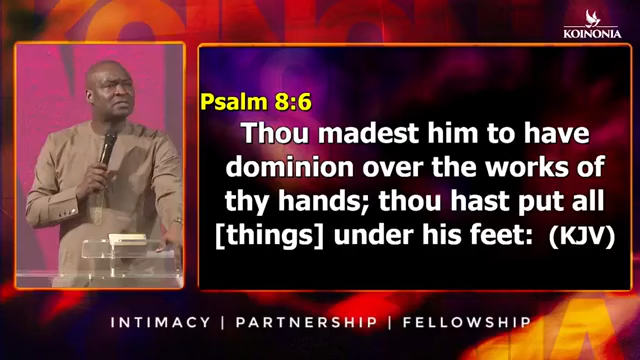 KOINONIA
Psalm 8:6
Thou madest him to have
dominion over the works of
thy hands; thou hast put all
[things] under his feet: (KJV)
INTIMACY | PARTNERSHIP | FELLOWSHIP